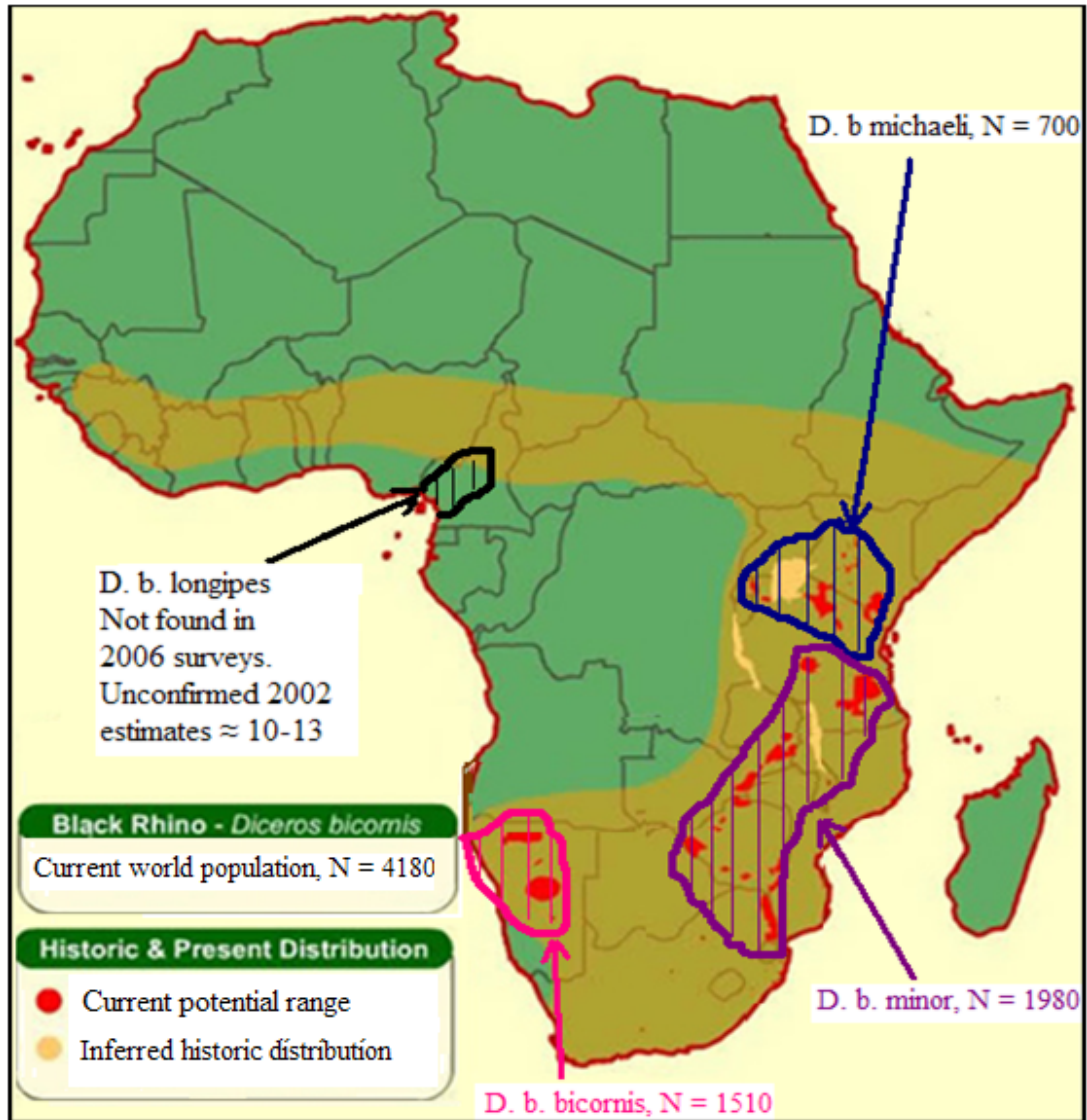 D. b michaeli, N = 700
D. b. longipes
Not found in
2006 surveys.
Unconfirmed 2002
estimates ≈ 10-13
Black Rhino - Diceros bicornis
Current world population, N = 4180
Historic & Present Distribution
Current potential range
Inferred historic distribution
D. b. minor, N = 1980
D. b. bicornis, N = 1510